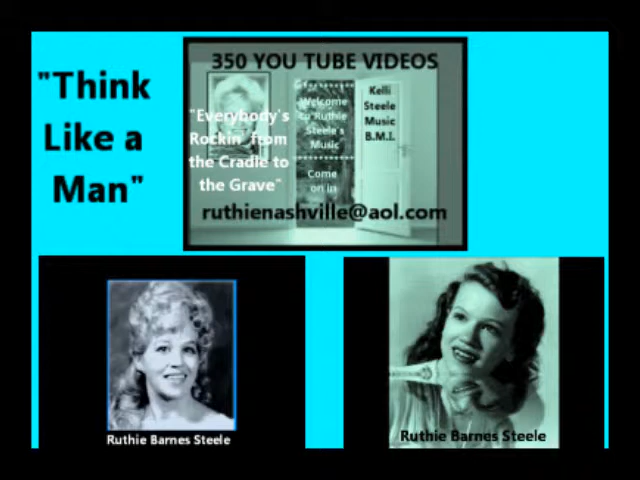 "Think
Like a
Man"
350 YOU TUBE VIDEOS
"Everybody's
Rockin' from
the Cradle to
the Grave"
Welcome
to Ruthie
Steele's
Music
Come
on in
Kelli
Steele
Music
B.M.I.
ruthienashville@aol.com
Ruthie Barnes Steele
Ruthie Barnes Steele